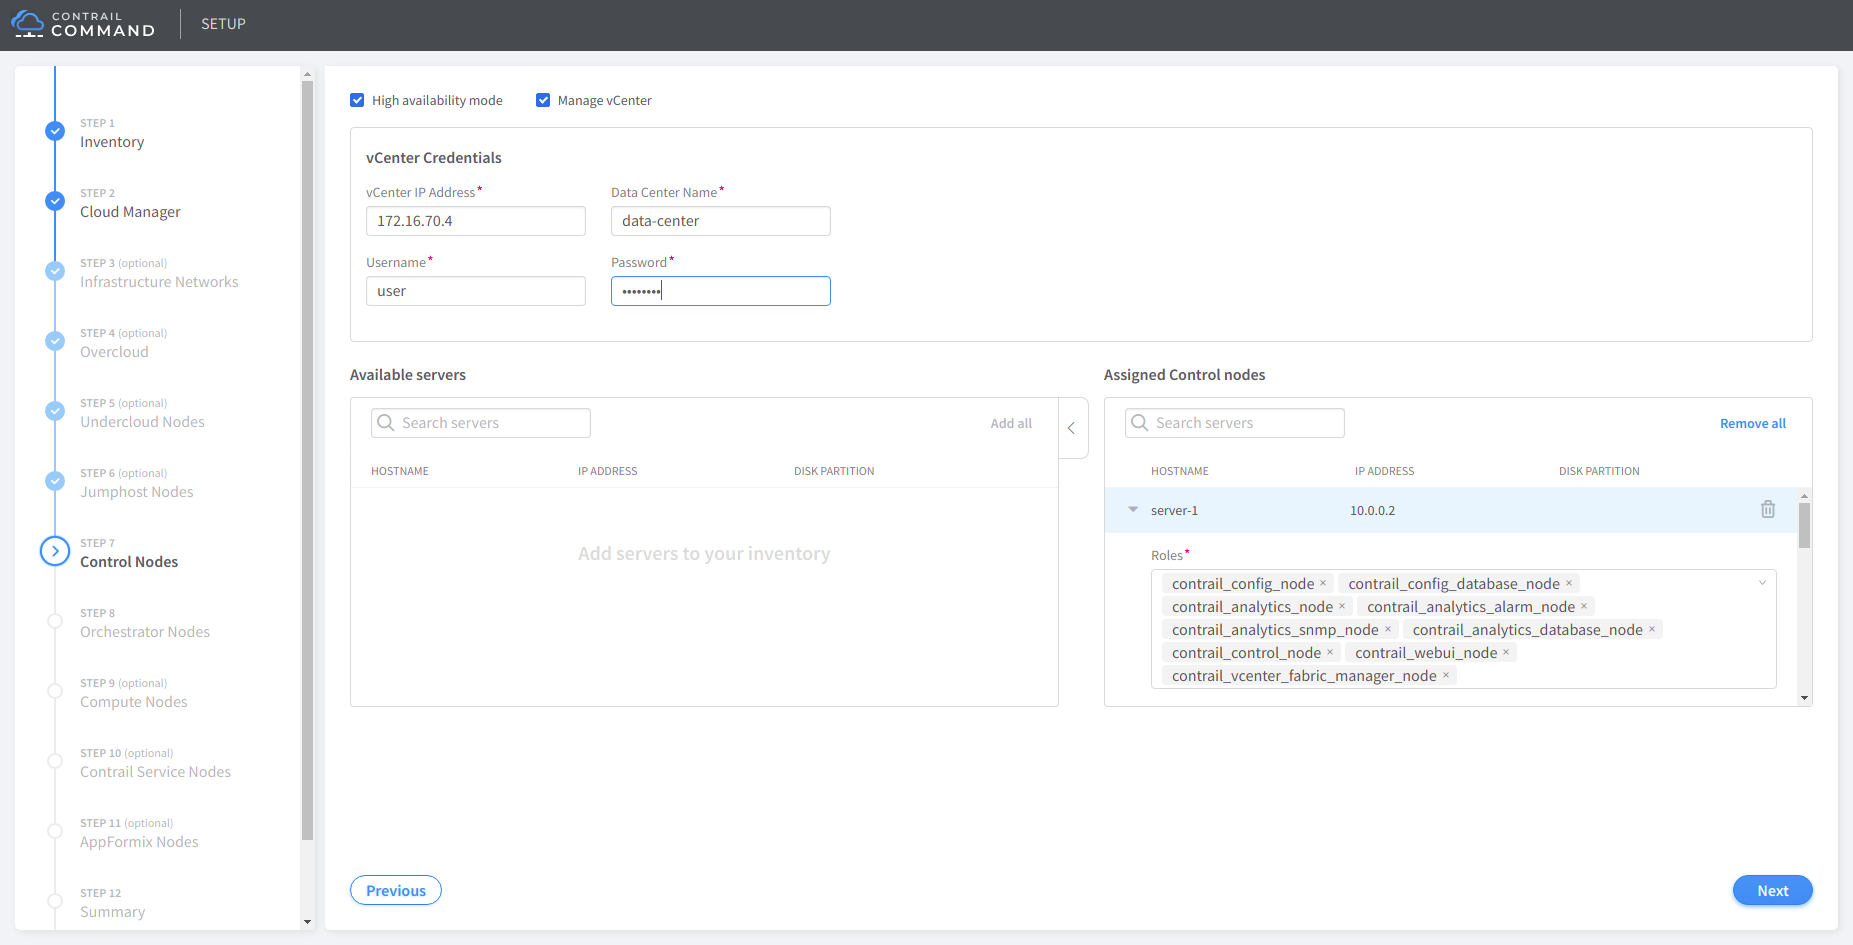 CONTRAIL
COMMAND
SETUP
STEP 1
Inventory
STEP 2
Cloud Manager
STEP 3 (optional)
Infrastructure Networks
STEP 4 (optional)
Overcloud
STEP 5 (optional)
Undercloud Nodes
STEP 6 (optional)
Jumphost Nodes
STEP 7
Control Nodes
STEP 8
Orchestrator Nodes
STEP 9 (optional)
Compute Nodes
STEP 10 (optional)
Contrail Service Nodes
STEP 11 (optional)
AppFormix Nodes
STEP 12
Summary
High availability mode Manage vCenter
vCenter Credentials
vCenter IP Address* Data Center Name*
172.16.70.4 data-center
Username* Password*
user ••••••••
Available servers
Search servers Add all
HOSTNAME IP ADDRESS DISK PARTITION
Add servers to your inventory
Assigned Control nodes
Search servers Remove all
HOSTNAME IP ADDRESS DISK PARTITION
server-1 10.0.0.2
Roles*
contrail_config_node × contrail_config_database_node ×
contrail_analytics_node × contrail_analytics_alarm_node ×
contrail_analytics_snmp_node × contrail_analytics_database_node ×
contrail_control_node × contrail_webui_node ×
contrail_vcenter_fabric_manager_node ×
Previous Next